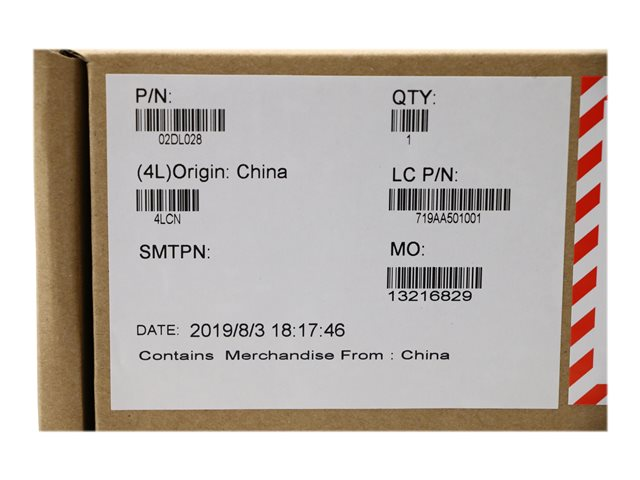 P/N:
02DL028
QTY:
1
(4L)Origin: China
4LCN
LC P/N:
719AA501001
SMTPN:
MO:
13216829
DATE: 2019/8/3 18:17:46
Contains Merchandise From : China